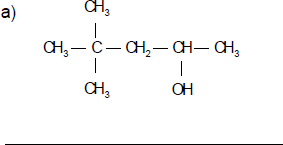 a)
CH₃
CH₃ — C — CH₂ — CH — CH₃
CH₃ OH